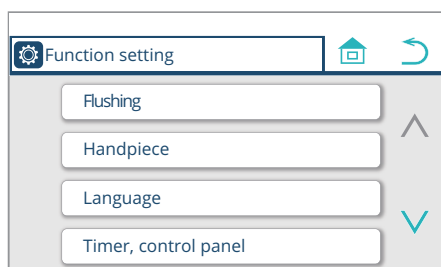 Function setting
Flushing
Handpiece
Language
Timer, control panel